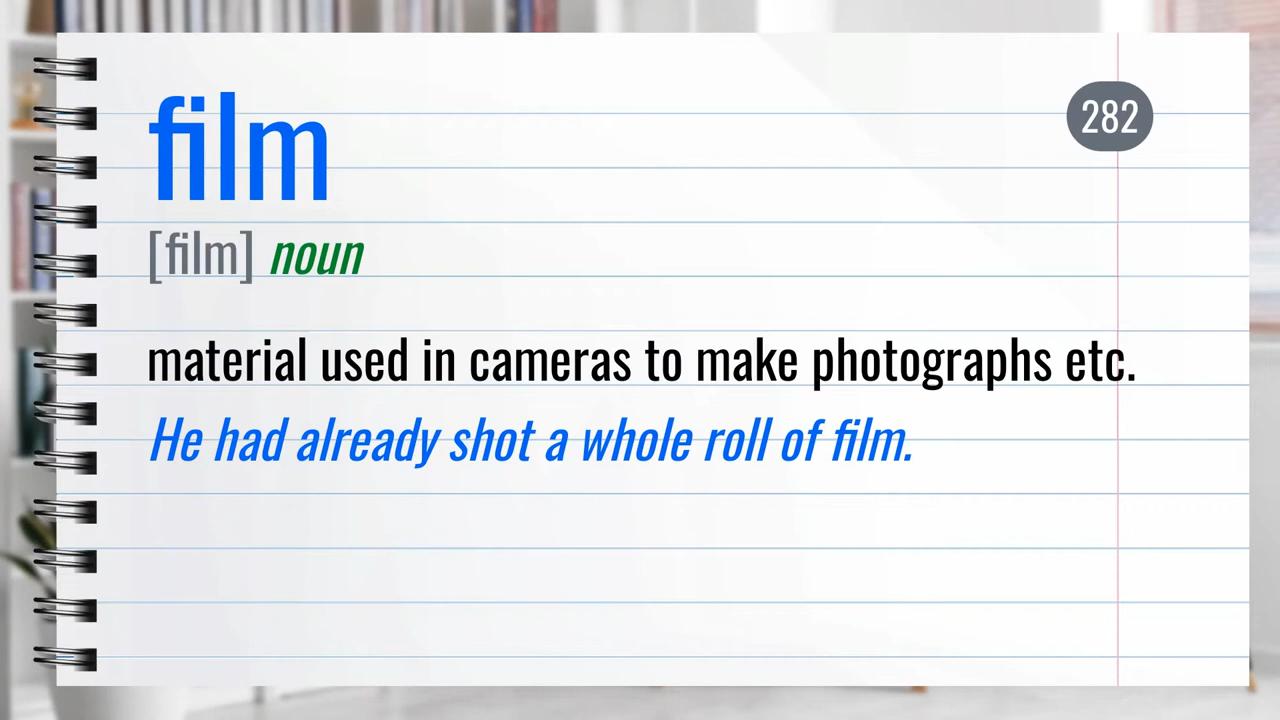 film
282
[film] noun
material used in cameras to make photographs etc.
He had already shot a whole roll of film.